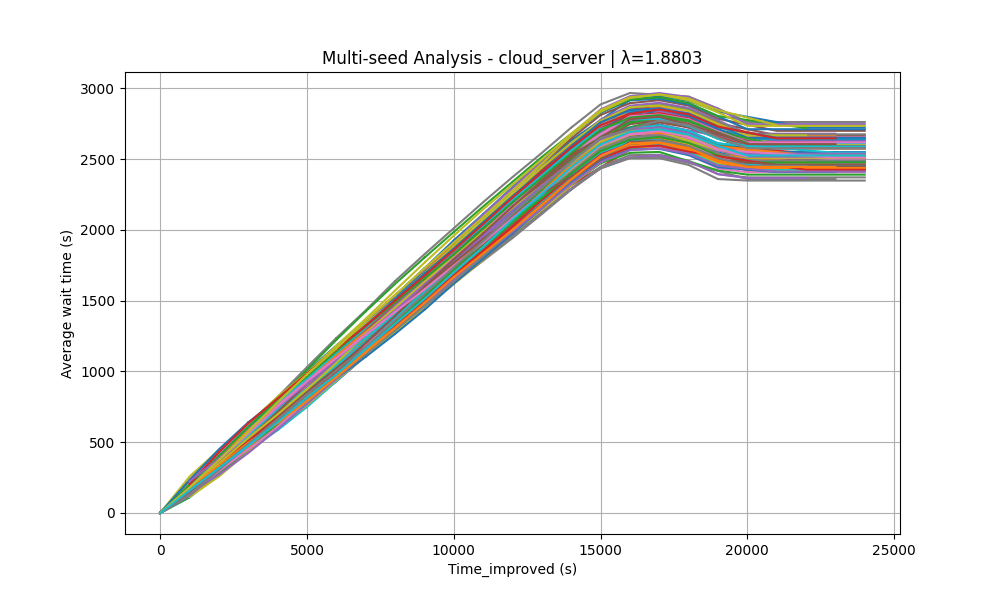 Multi-seed Analysis - cloud_server | λ=1.8803
3000
2500
2000
1500
1000
500
0
Average wait time (s)
0 5000 10000 15000 20000 25000
Time_improved (s)